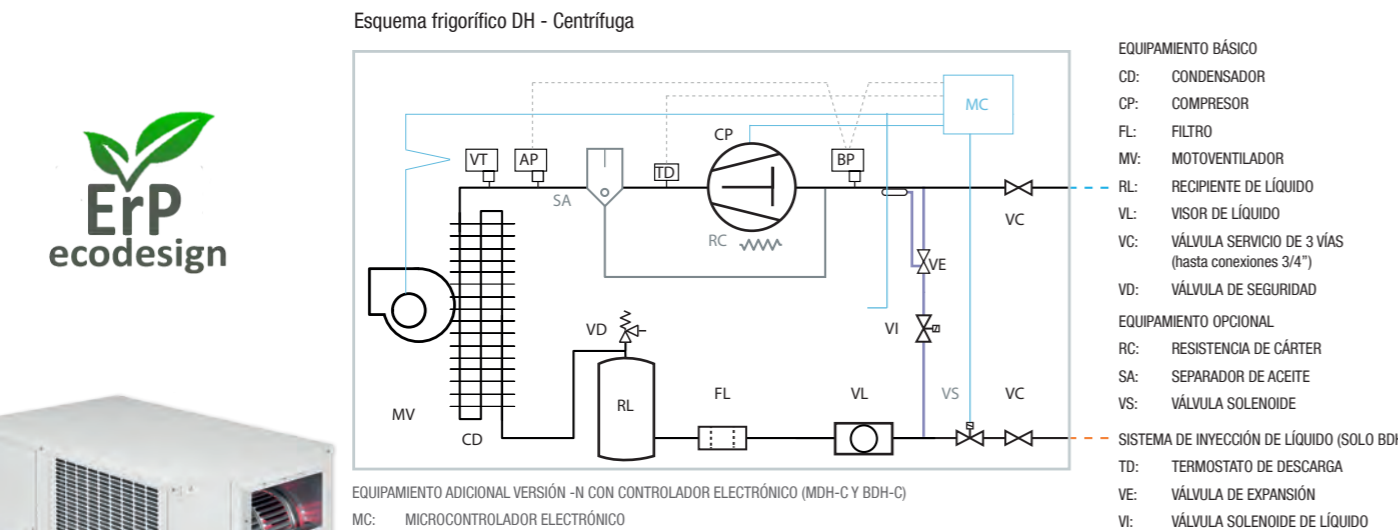 Esquema frigorífico DH - Centrífuga
ErP
ecodesign
MC
CP
VT
AP
TD
BP
SA
RC
VC
VE
VD
VI
MV
CD
RL
FL
VL
VS
VC
EQUIPAMIENTO BÁSICO
CD: CONDENSADOR
CP: COMPRESOR
FL: FILTRO
MV: MOTOVENTILADOR
RL: RECIPIENTE DE LÍQUIDO
VL: VISOR DE LÍQUIDO
VC: VÁLVULA SERVICIO DE 3 VÍAS
(hasta conexiones 3/4")
VD: VÁLVULA DE SEGURIDAD
EQUIPAMIENTO OPCIONAL
RC: RESISTENCIA DE CÁRTER
SA: SEPARADOR DE ACEITE
VS: VÁLVULA SOLENOIDE
SISTEMA DE INYECCIÓN DE LÍQUIDO (SOLO
TD: TERMOSTATO DE DESCARGA
VE: VÁLVULA DE EXPANSIÓN
VI: VÁLVULA SOLENOIDE DE LÍQUIDO
EQUIPAMIENTO ADICIONAL VERSIÓN -N CON CONTROLADOR ELECTRÓNICO (MDH-C Y BDH-C)
MC: MICROCONTROLADOR ELECTRÓNICO